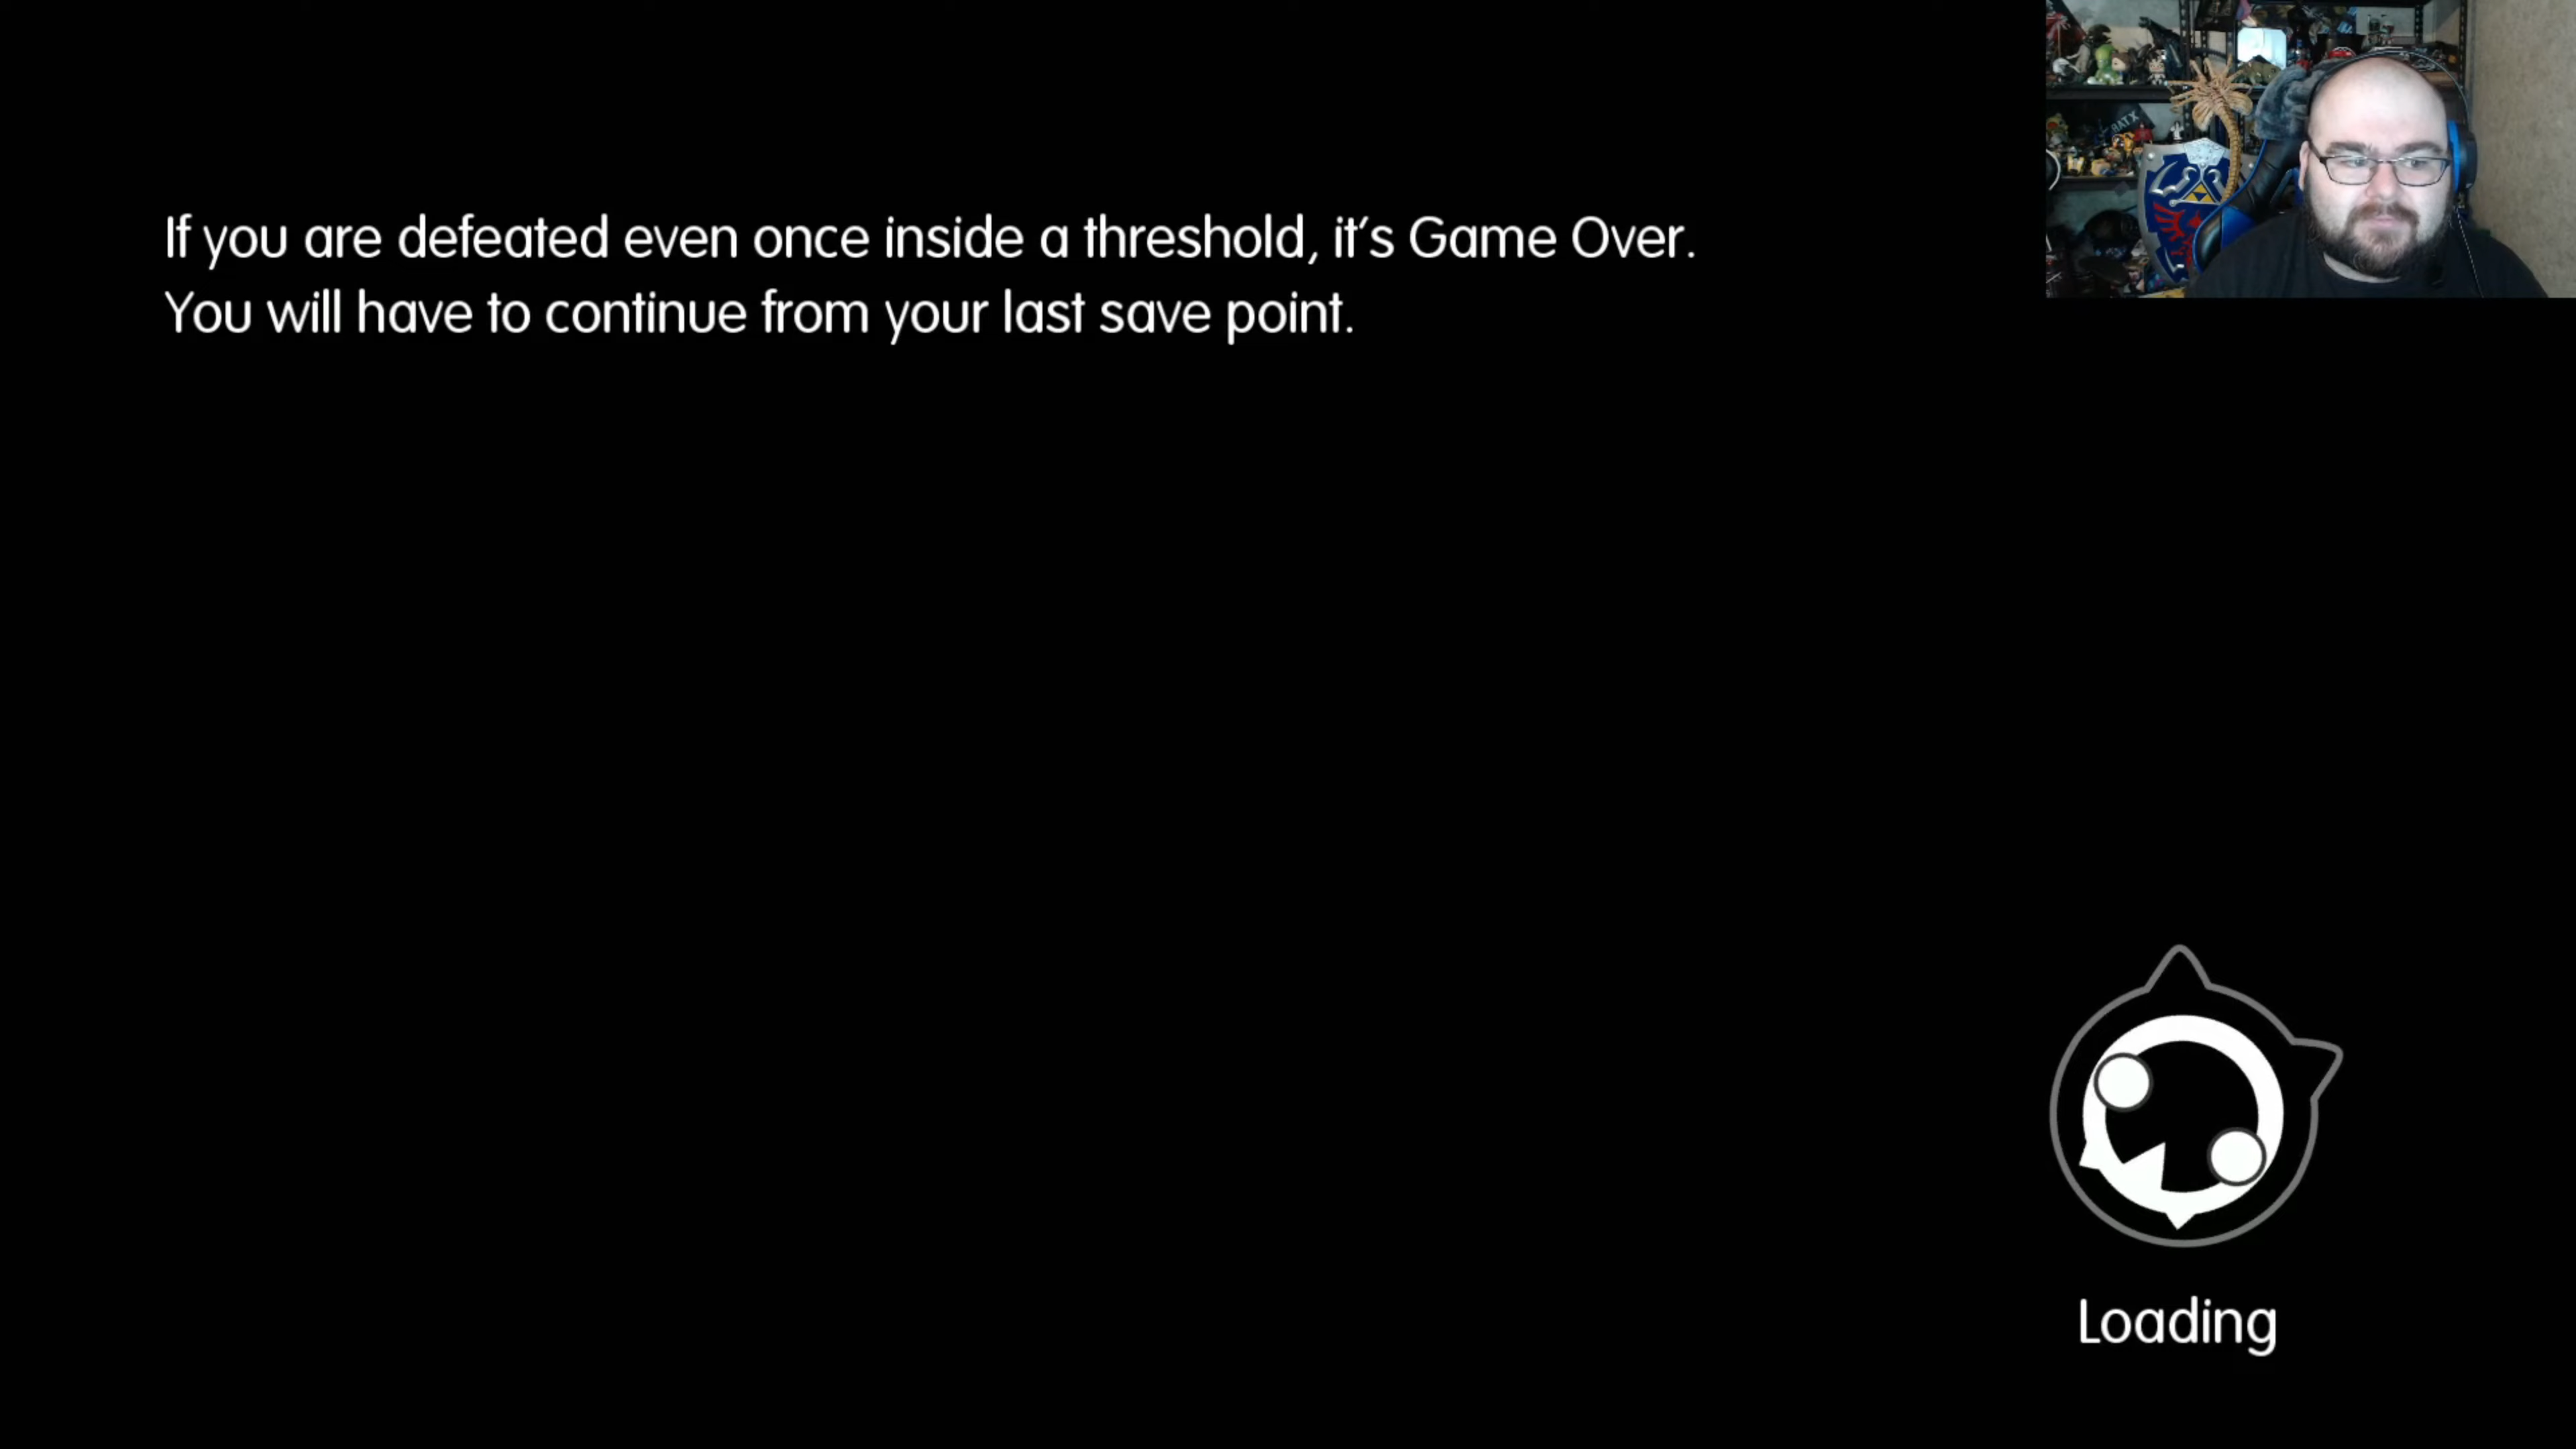 If you are defeated even once inside a threshold, it's Game Over.
You will have to continue from your last save point.
Loading